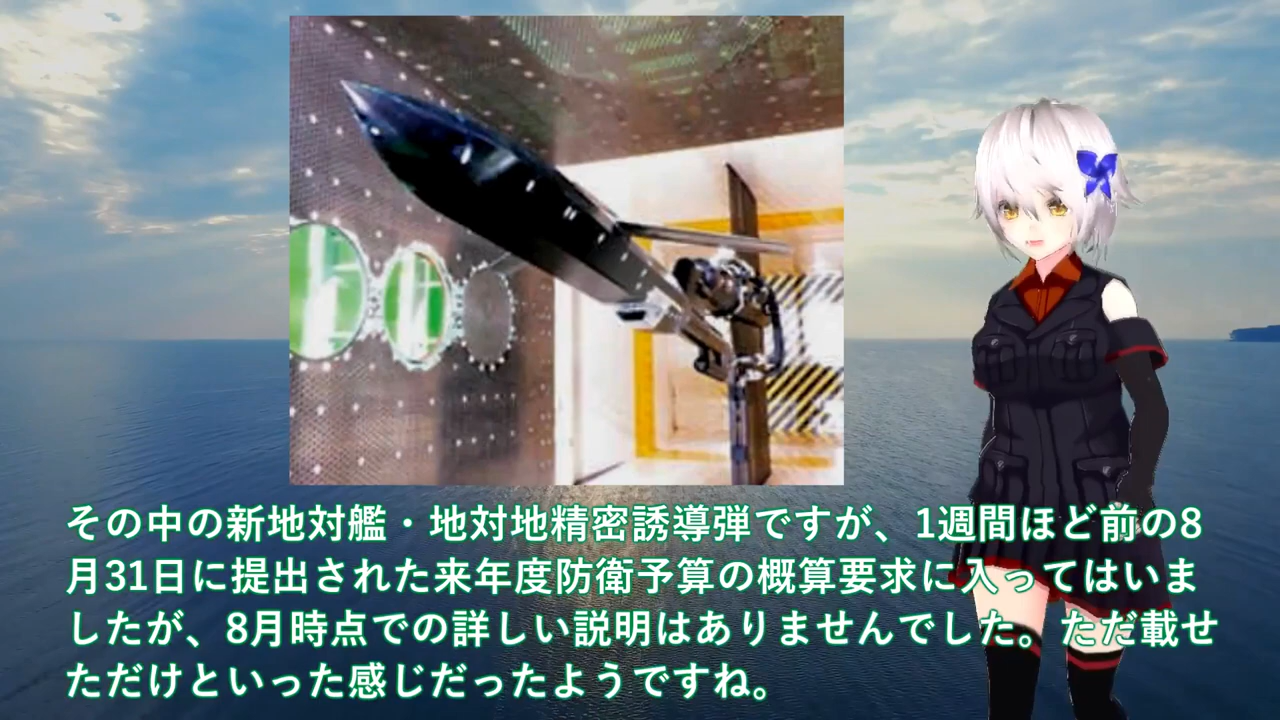 その中の新地対艦・地対地精密誘導弾ですが、1週間ほど前の8
月31日に提出された来年度防衛予算の概算要求に入ってはいま
したが、8月時点での詳しい説明はありませんでした。ただ載せ
ただけといった感じだったようですね。